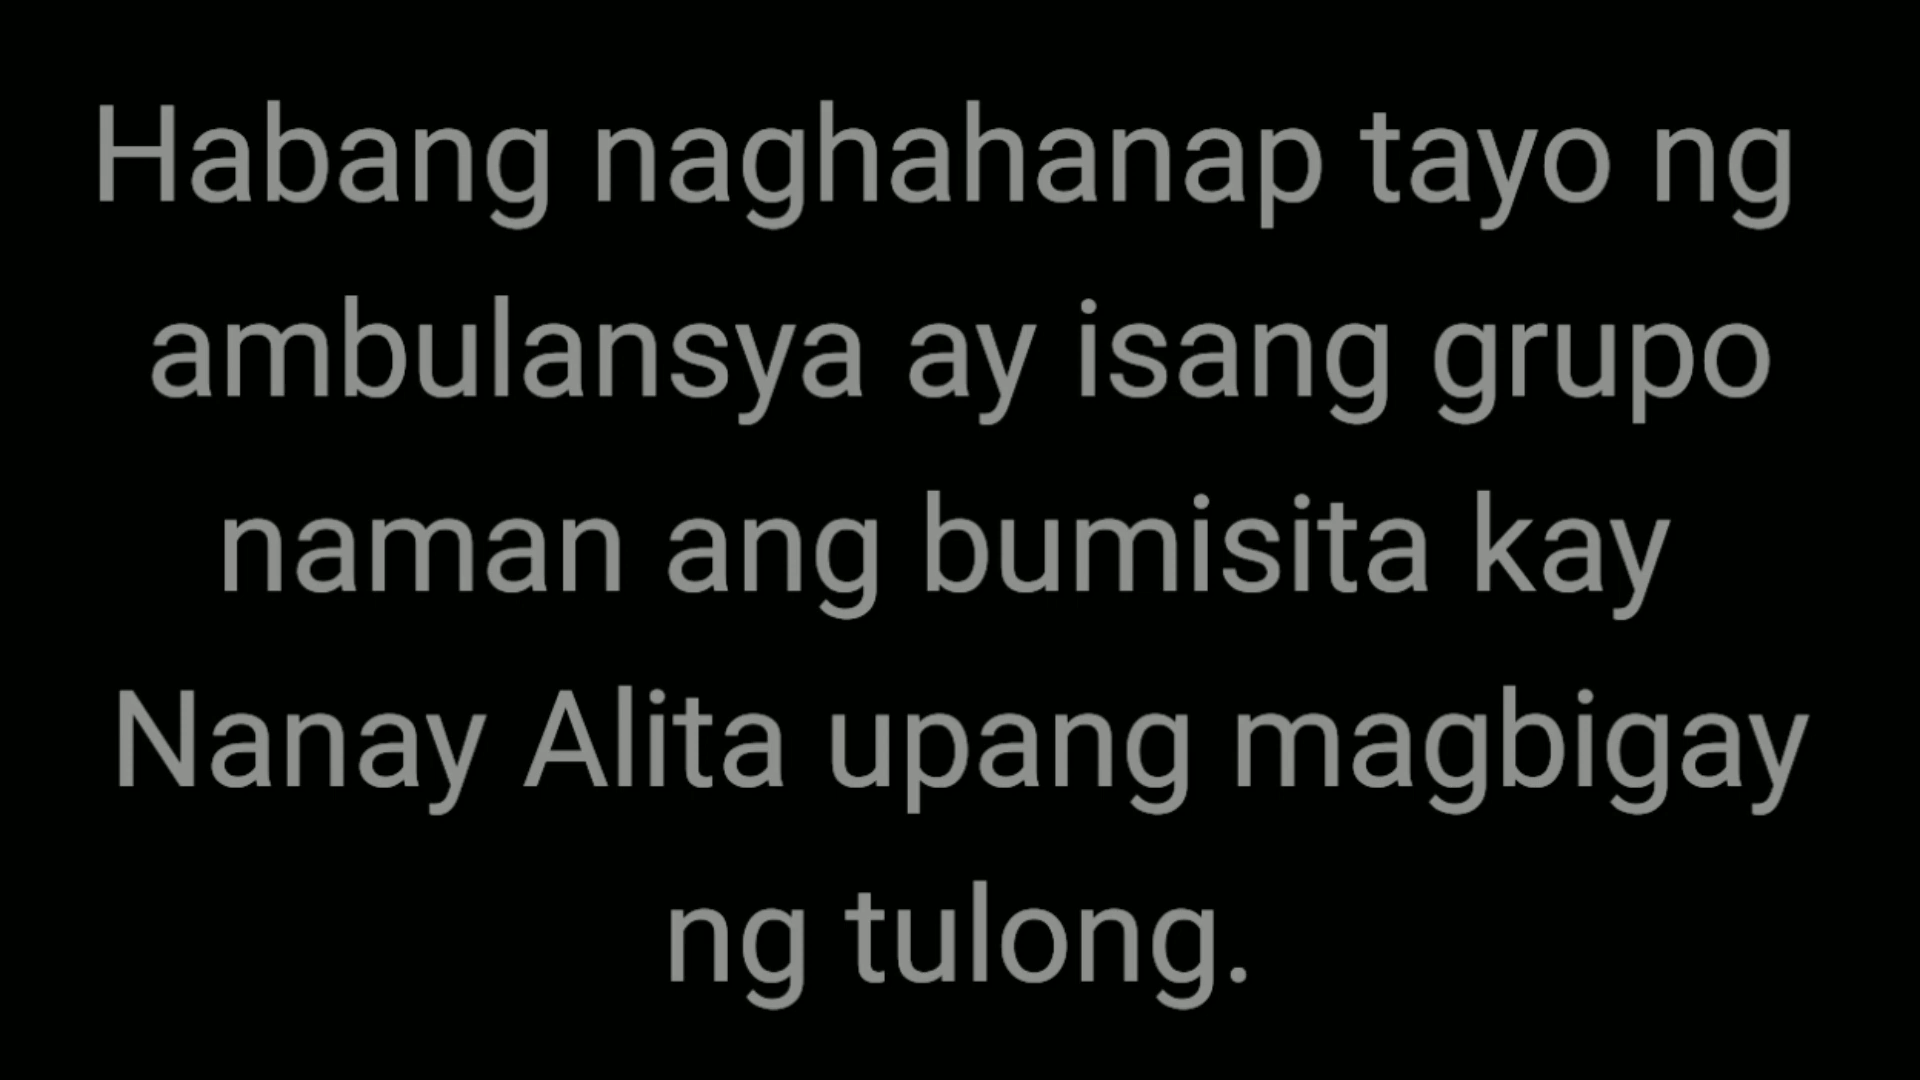 Habang naghahanap tayo ng
ambulansya ay isang grupo
naman ang bumisita kay
Nanay Alita upang magbigay
ng tulong.